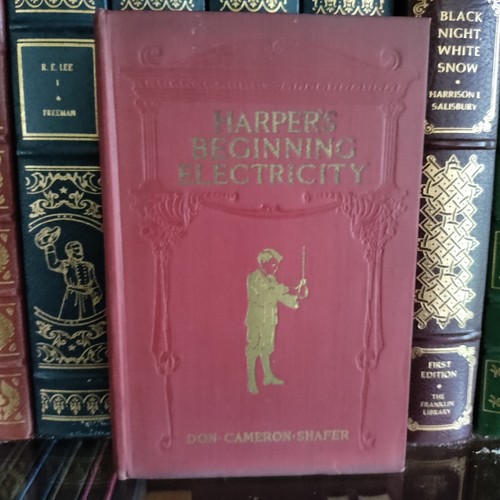 R. E. LEE
I
FREEMAN
HARPER'S
BEGINNING
ELECTRICITY
DON · CAMERON · SHAFER
BLACK
NIGHT,
WHITE
SNOW
HARRISON E.
SALISBURY
FIRST
EDITION
THE
FRANKLIN
LIBRARY
R. E. LEE